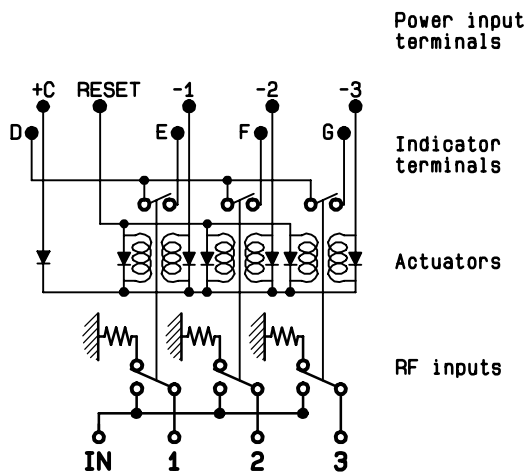 Power input
terminals
+C RESET -1 -2 -3
D E F G
Indicator
terminals
Actuators
RF inputs
IN 1 2 3